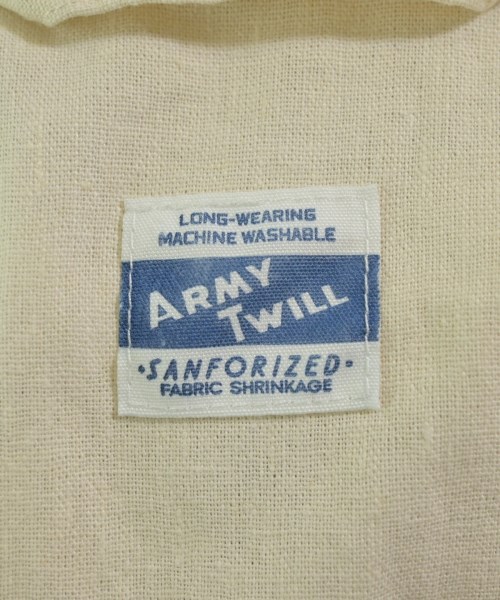 LONG-WEARING
MACHINE WASHABLE
ARMY
TWILL
·SANFORIZED·
FABRIC SHRINKAGE